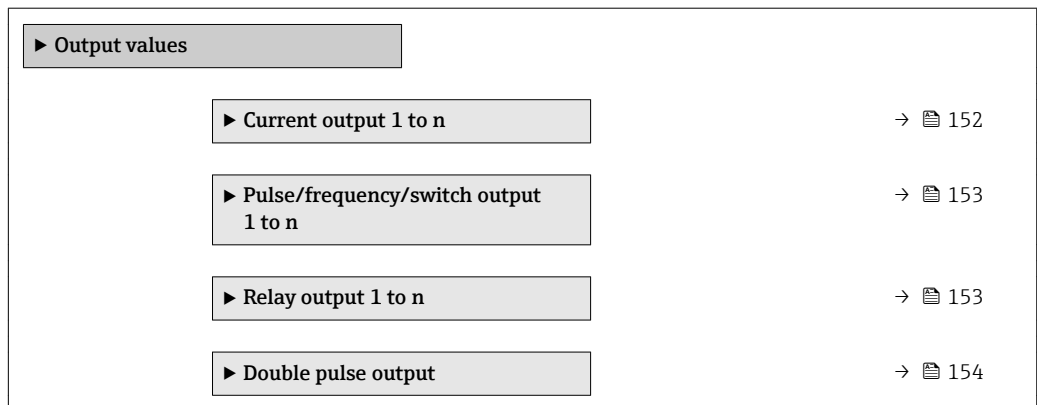 ► Output values
► Current output 1 to n → 152
► Pulse/frequency/switch output
1 to n → 153
► Relay output 1 to n → 153
► Double pulse output → 154